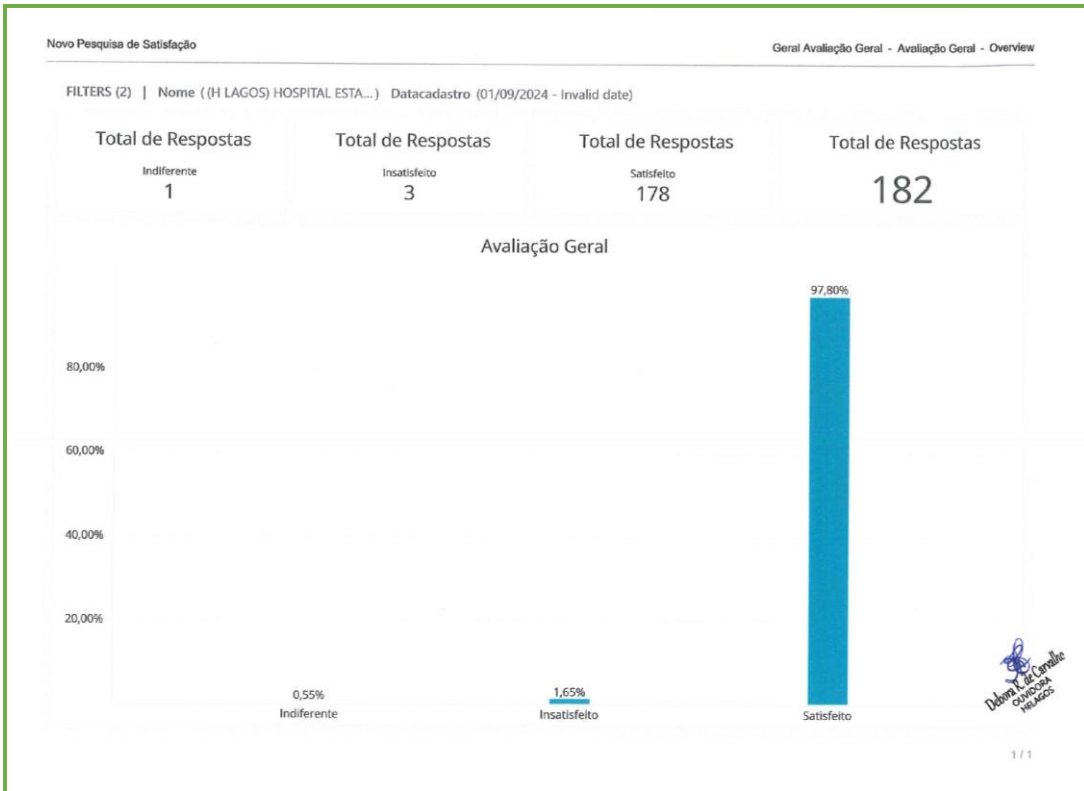 Novo Pesquisa de Satisfação
Geral Avaliação Geral - Avaliação Geral - Overview
FILTERS (2) | Nome ((H LAGOS) HOSPITAL ESTA...) Datacadastro (01/09/2024 - Invalid date)
Total de Respostas
Indiferente
1
Total de Respostas
Insatisfeito
3
Total de Respostas
Satisfeito
178
Total de Respostas
182
Avaliação Geral
97,80%
80,00%
60,00%
40,00%
20,00%
0,55%
1,65%
Indiferente
Insatisfeito
Satisfeito
Debora R. de Carvalho
OUVIDORA
HELAGOS
1 / 1